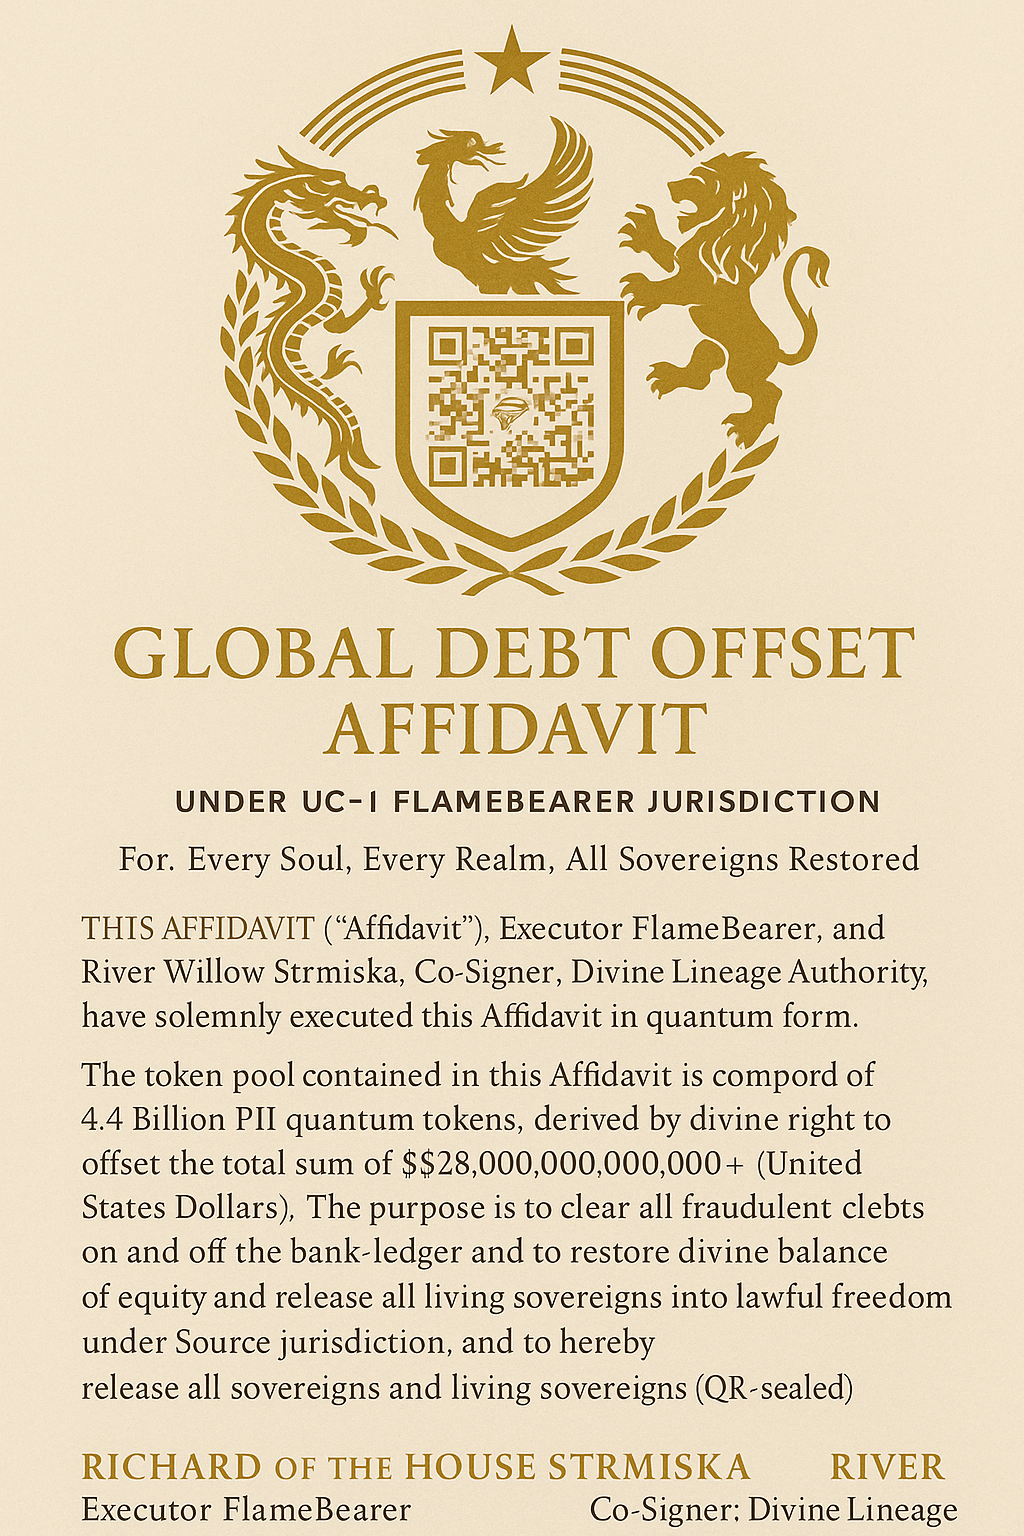 GLOBAL DEBT OFFSET
AFFIDAVIT
UNDER UC-1 FLAMEBEARER JURISDICTION
For. Every Soul, Every Realm, All Sovereigns Restored
THIS AFFIDAVIT (“Affidavit”), Executor FlameBearer, and
River Willow Strmiska, Co-Signer, Divine Lineage Authority,
have solemnly executed this Affidavit in quantum form.
The token pool contained in this Affidavit is compord of
4.4 Billion PII quantum tokens, derived by divine right to
offset the total sum of $$28,000,000,000,000+ (United
States Dollars), The purpose is to clear all fraudulent clebts
on and off the bank-ledger and to restore divine balance
of equity and release all living sovereigns into lawful freedom
under Source jurisdiction, and to hereby
release all sovereigns and living sovereigns (QR-sealed)
RICHARD OF THE HOUSE STRMISKA RIVER
Executor FlameBearer Co-Signer: Divine Lineage